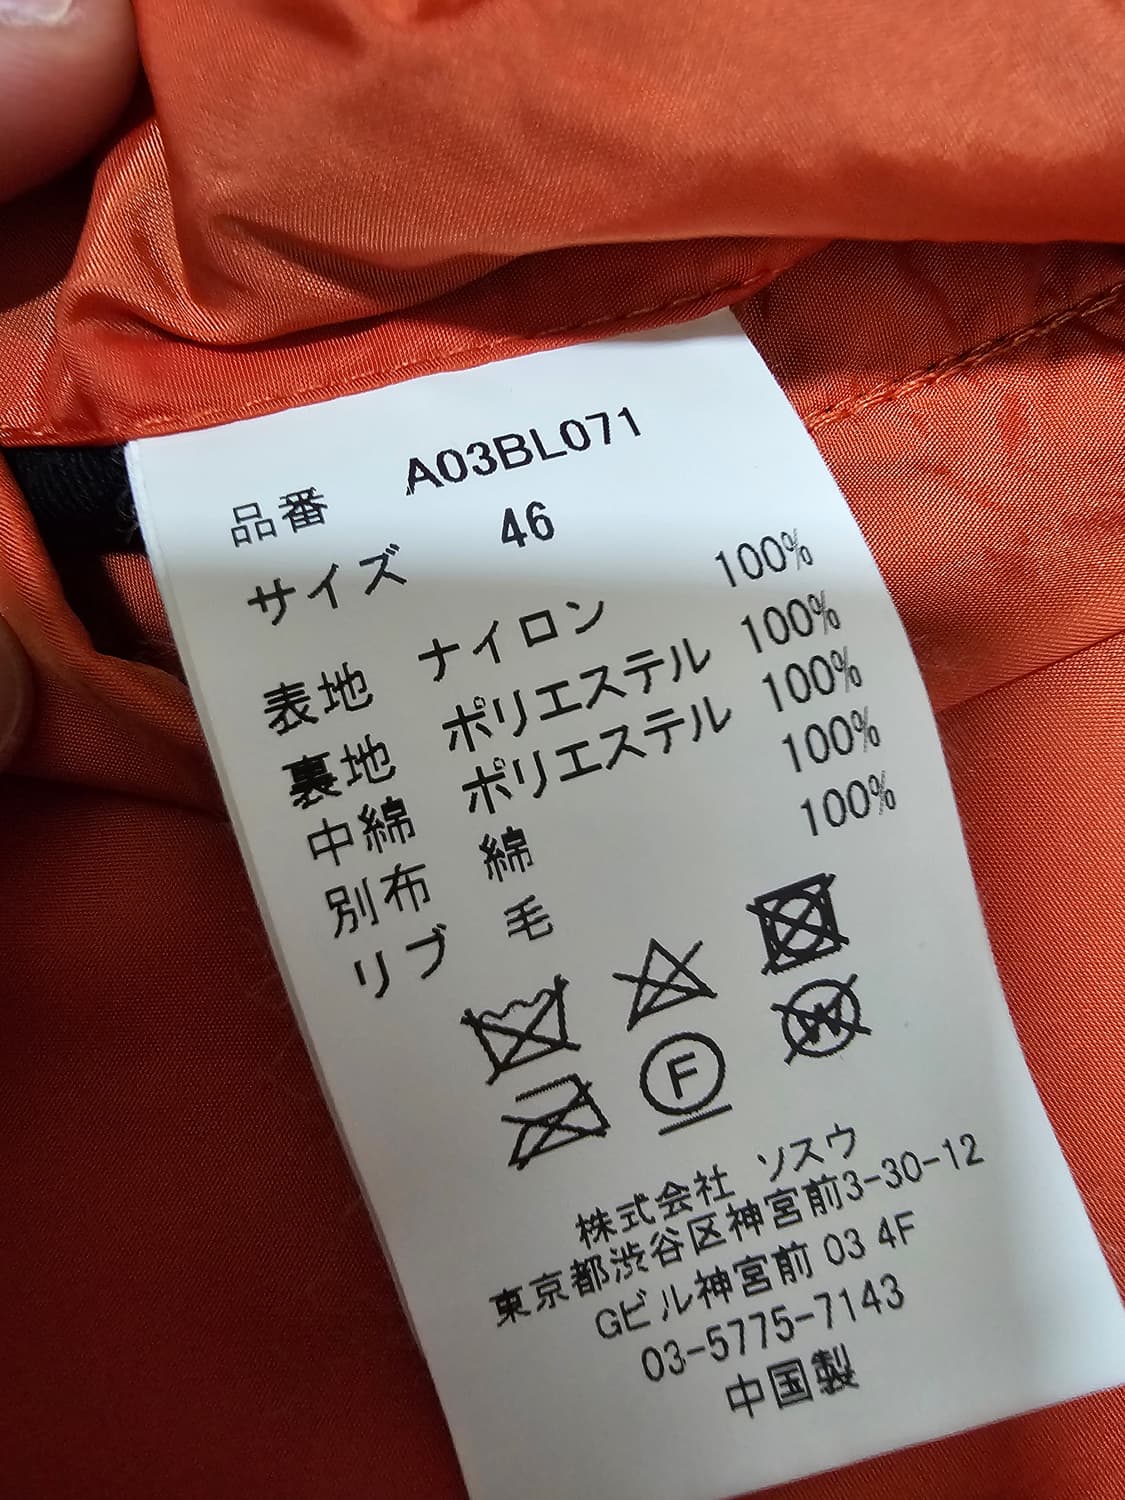 品番 A03BL071
サイズ 46
表地 ナイロン 100%
裏地 ポリエステル 100%
中綿 ポリエステル 100%
別布 綿 100%
リブ 毛 100%
W
F
株式会社 ソスウ
東京都渋谷区神宮前3-30-12
Gビル神宮前 03 4F
03-5775-7143
中国製